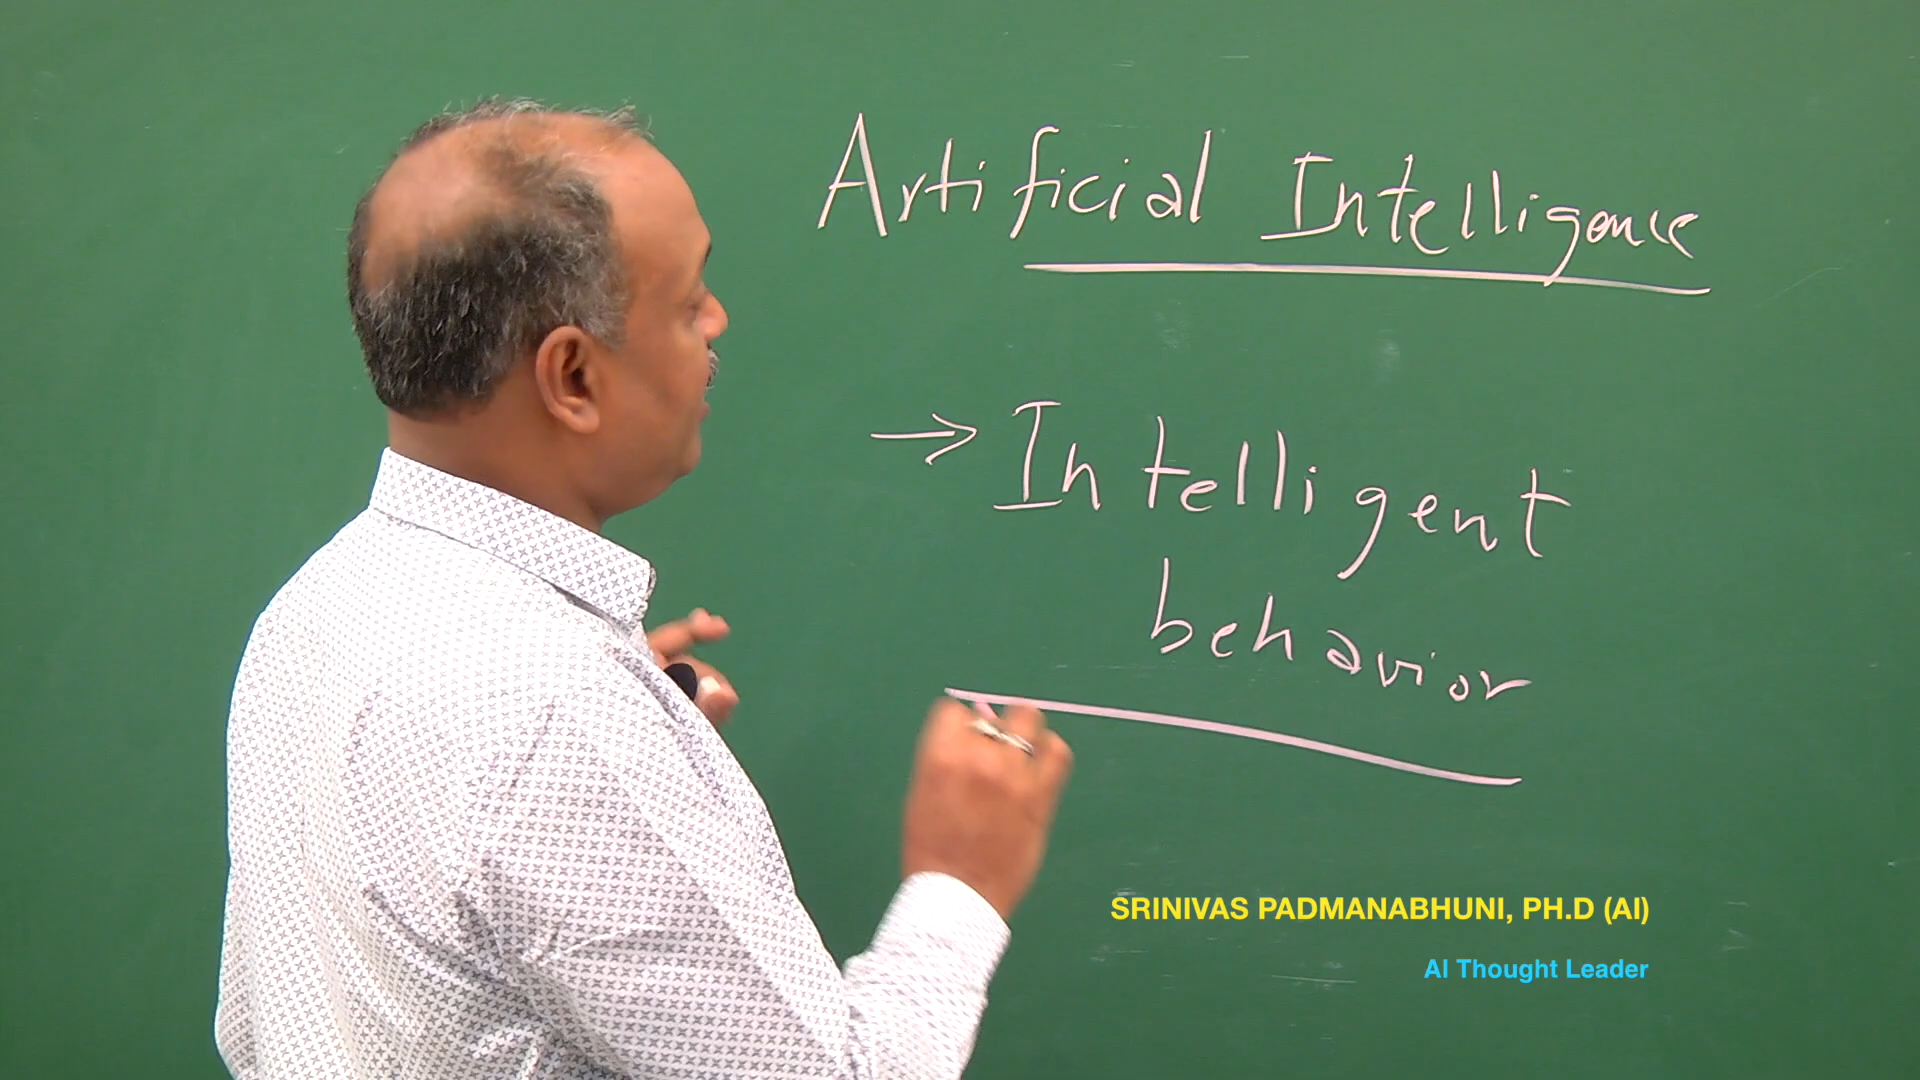 Artificial Intelligence
→ Intelligent
behavior
SRINIVAS PADMANABHUNI, PH.D (AI)
AI Thought Leader